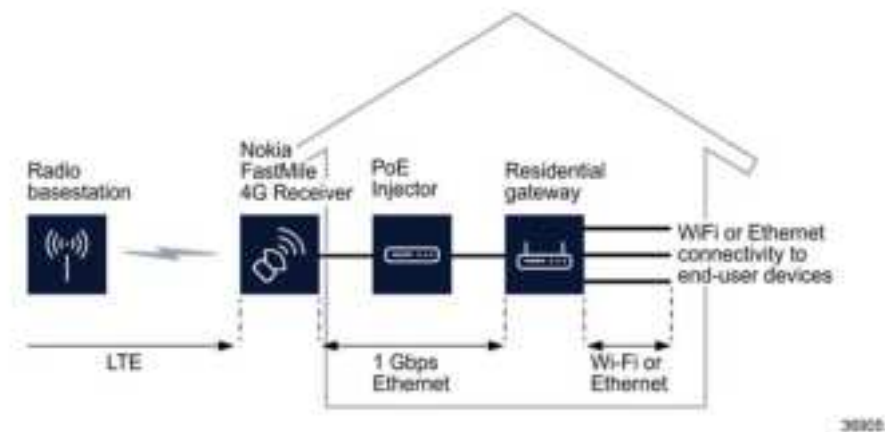 Radio
basestation
Nokia
FastMile
4G Receiver
PoE
Injector
Residential
gateway
WiFi or Ethernet
connectivity to
end-user devices
LTE
1 Gbps
Ethernet
Wi-Fi or
Ethernet